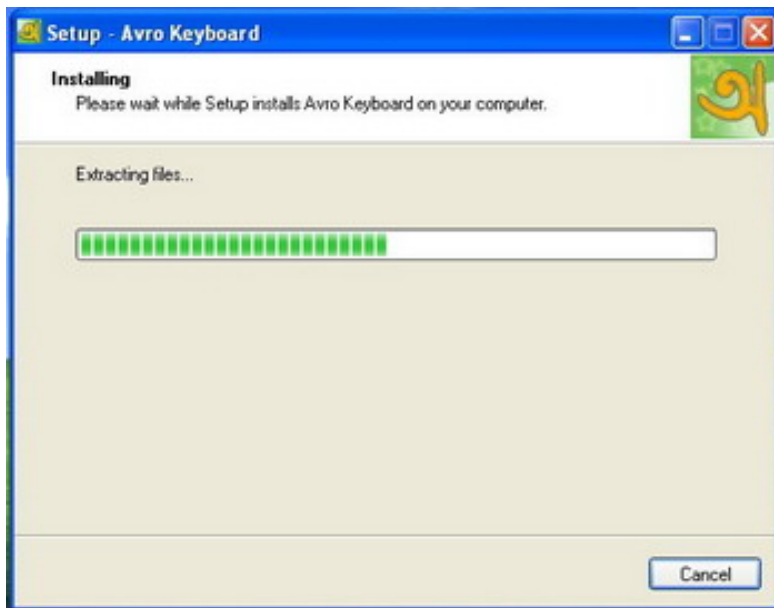 Setup - Avro Keyboard
Installing
Please wait while Setup installs Avro Keyboard on your computer.
অ
Extracting files...
Cancel